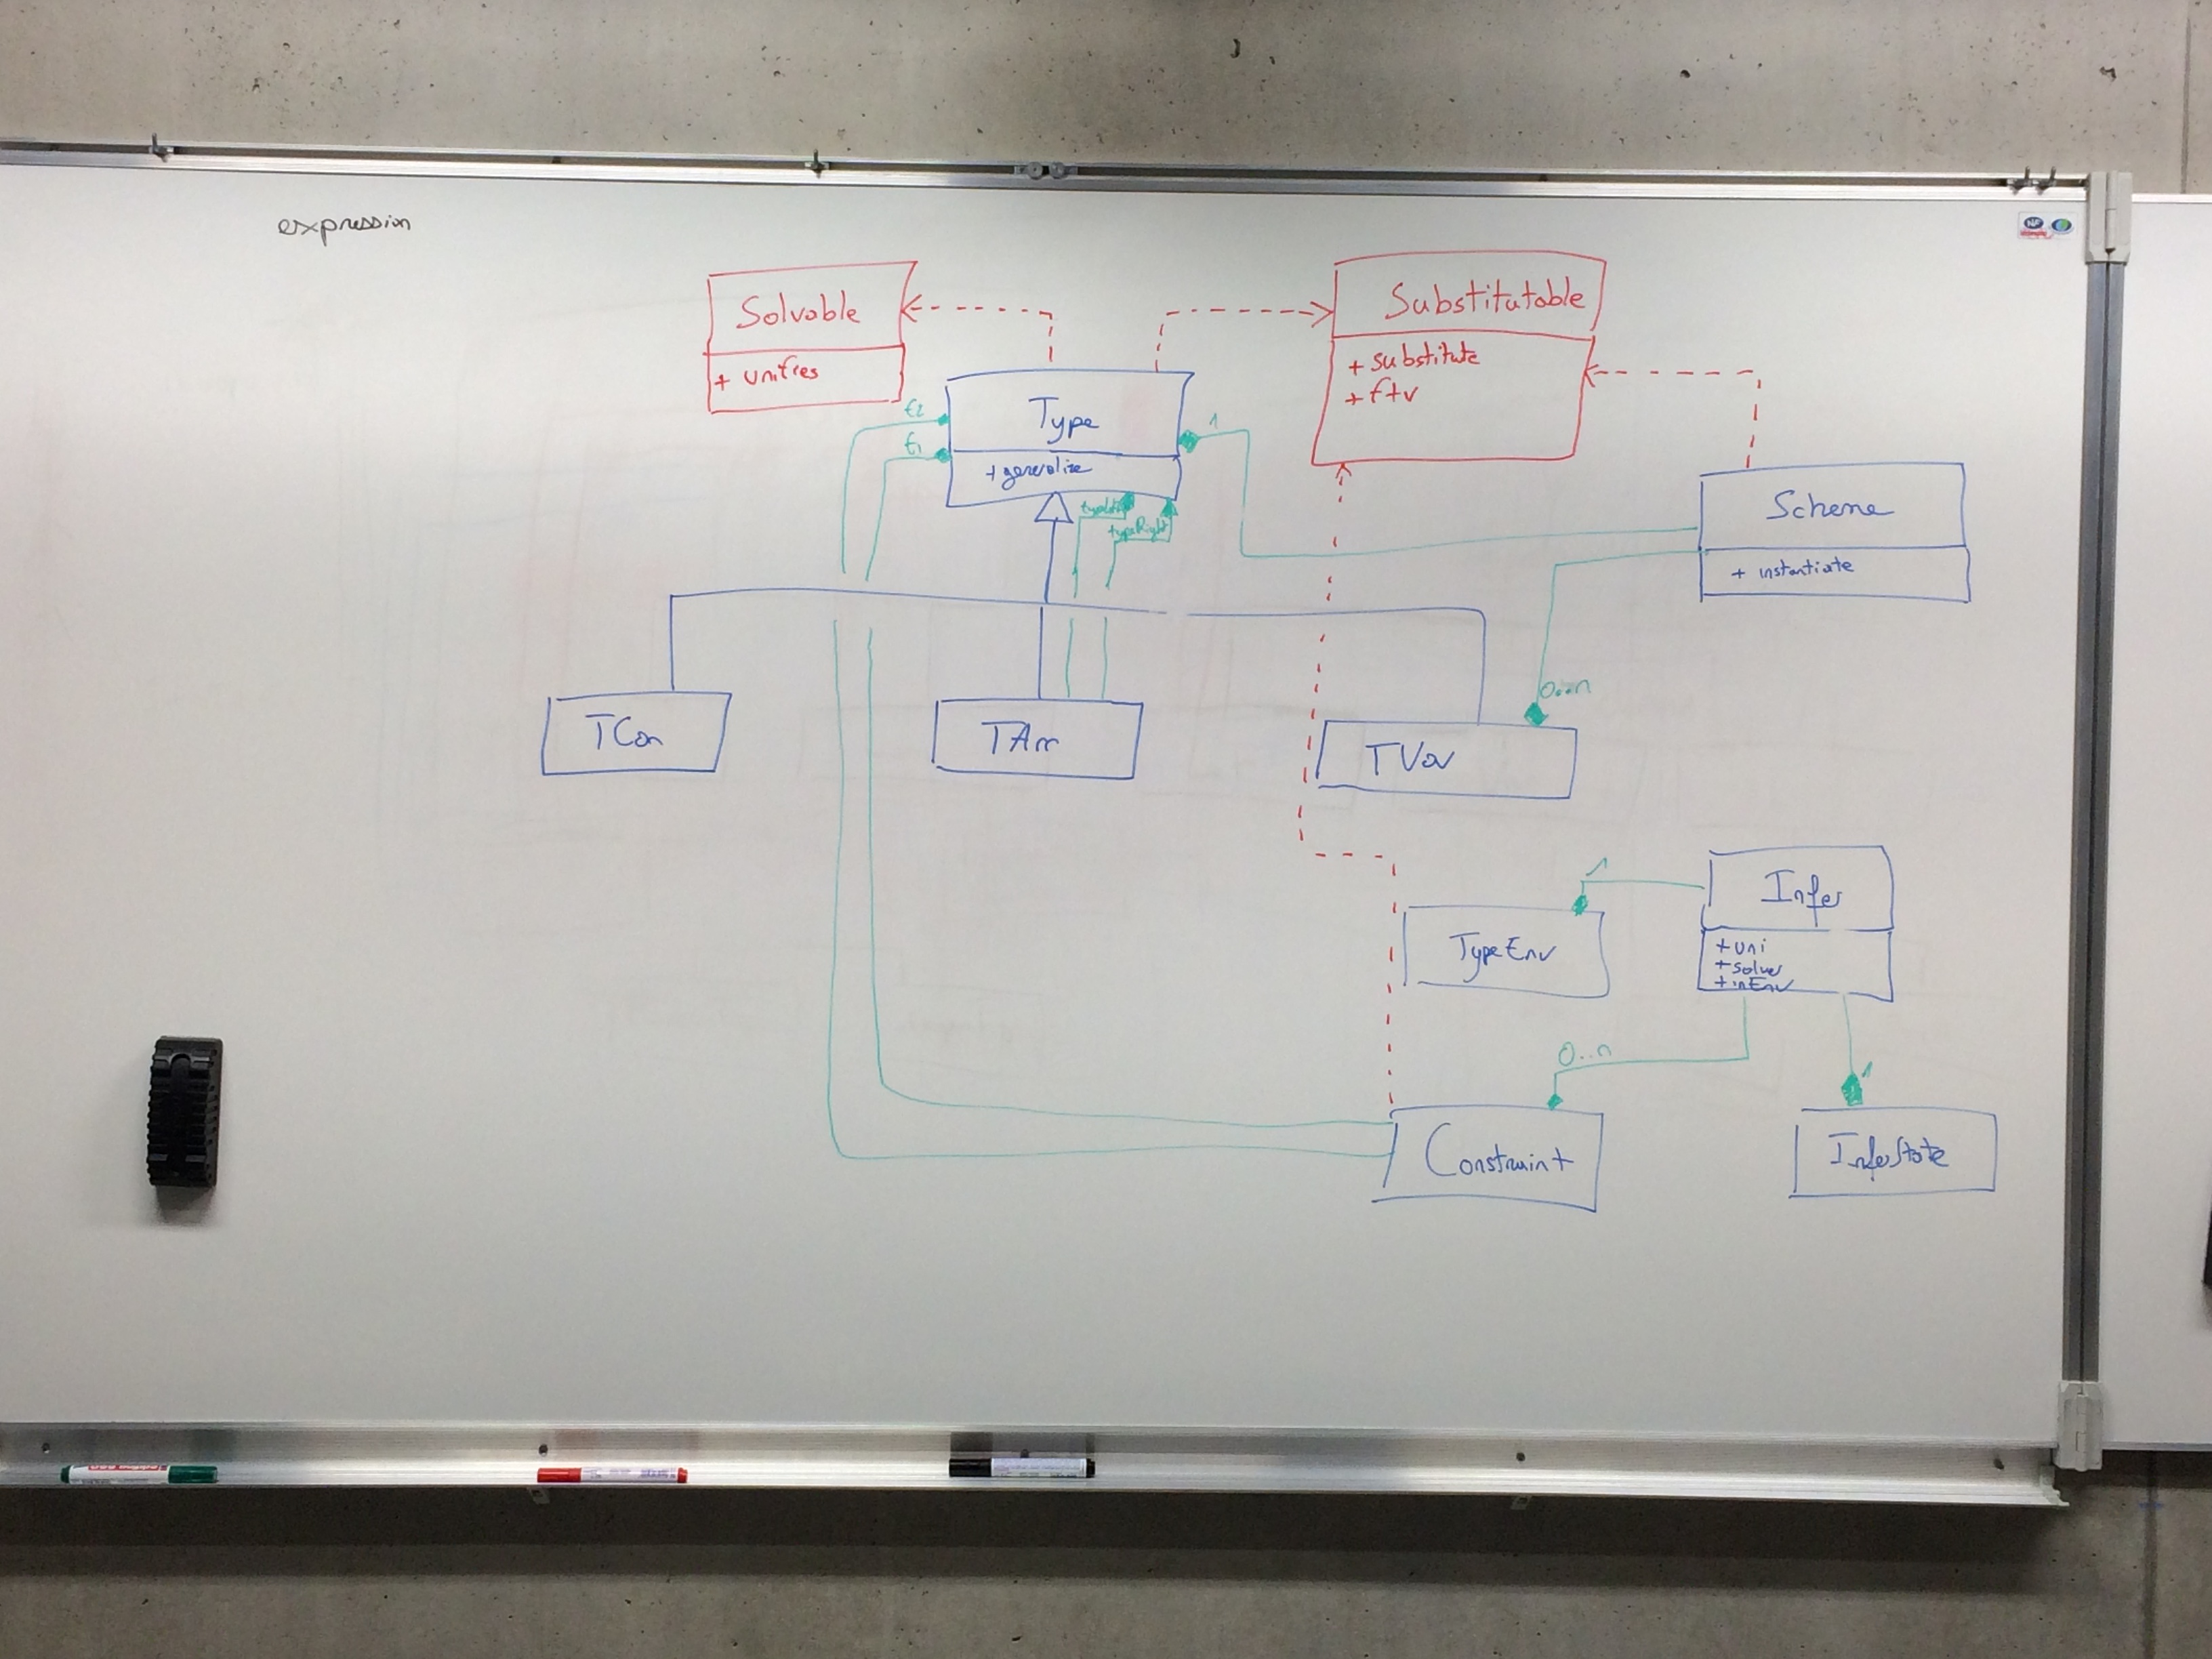 expression
Solvable
+ unifies
Substitutable
+ substitute
+ ftv
t2
t1
Type
+ generalize
1
typeLeft
typeRight
Scheme
+ instantiate
TCon
TArr
TVar
0...n
1
Infer
+ uni
+ solver
+ inEnv
TypeEnv
0..n
1
Constraint
InferState